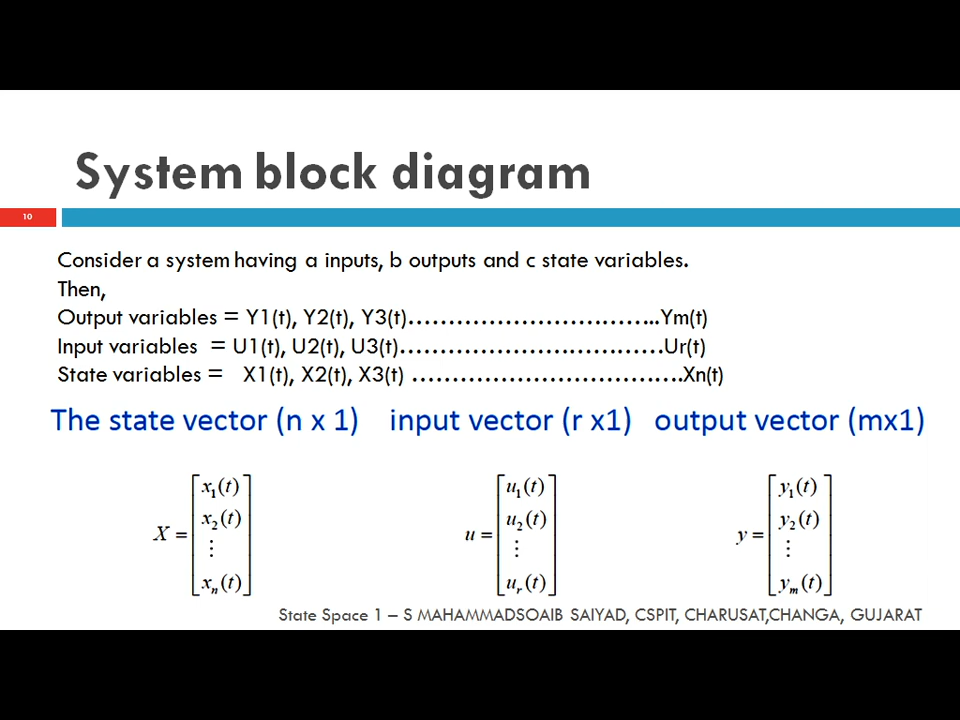 System block diagram
10
Consider a system having a inputs, b outputs and c state variables.
Then,
Output variables = Y1(t), Y2(t), Y3(t)…………………………..Ym(t)
Input variables = U1(t), U2(t), U3(t)……………………………Ur(t)
State variables = X1(t), X2(t), X3(t) …………………………….Xn(t)
The state vector (n x 1) input vector (r x1) output vector (mx1)
X = [x₁(t) x₂(t) ⋮ xₙ(t)]
u = [u₁(t) u₂(t) ⋮ uᵣ(t)]
y = [y₁(t) y₂(t) ⋮ yₘ(t)]
State Space 1 – S MAHAMMADSOAIB SAIYAD, CSPIT, CHARUSAT,CHANGA, GUJARAT